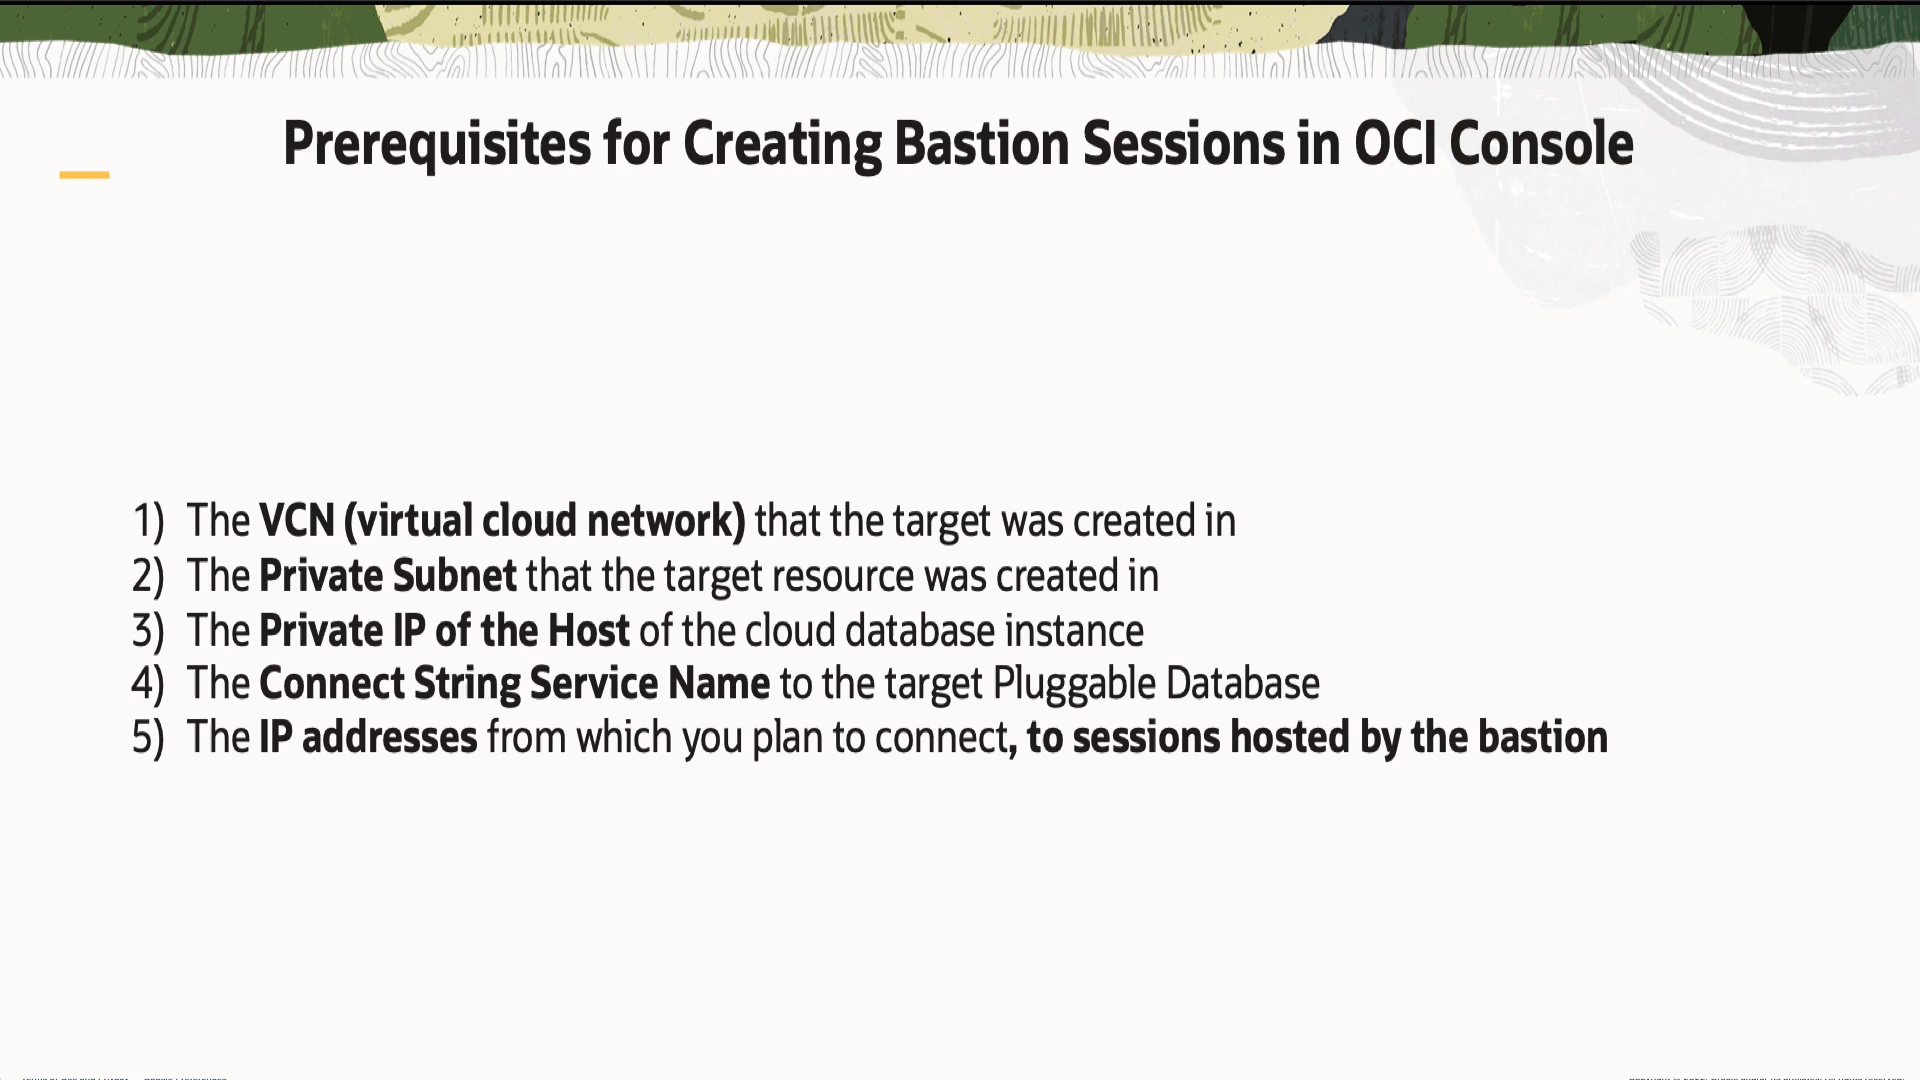 Prerequisites for Creating Bastion Sessions in OCI Console
1) The VCN (virtual cloud network) that the target was created in
2) The Private Subnet that the target resource was created in
3) The Private IP of the Host of the cloud database instance
4) The Connect String Service Name to the target Pluggable Database
5) The IP addresses from which you plan to connect, to sessions hosted by the bastion